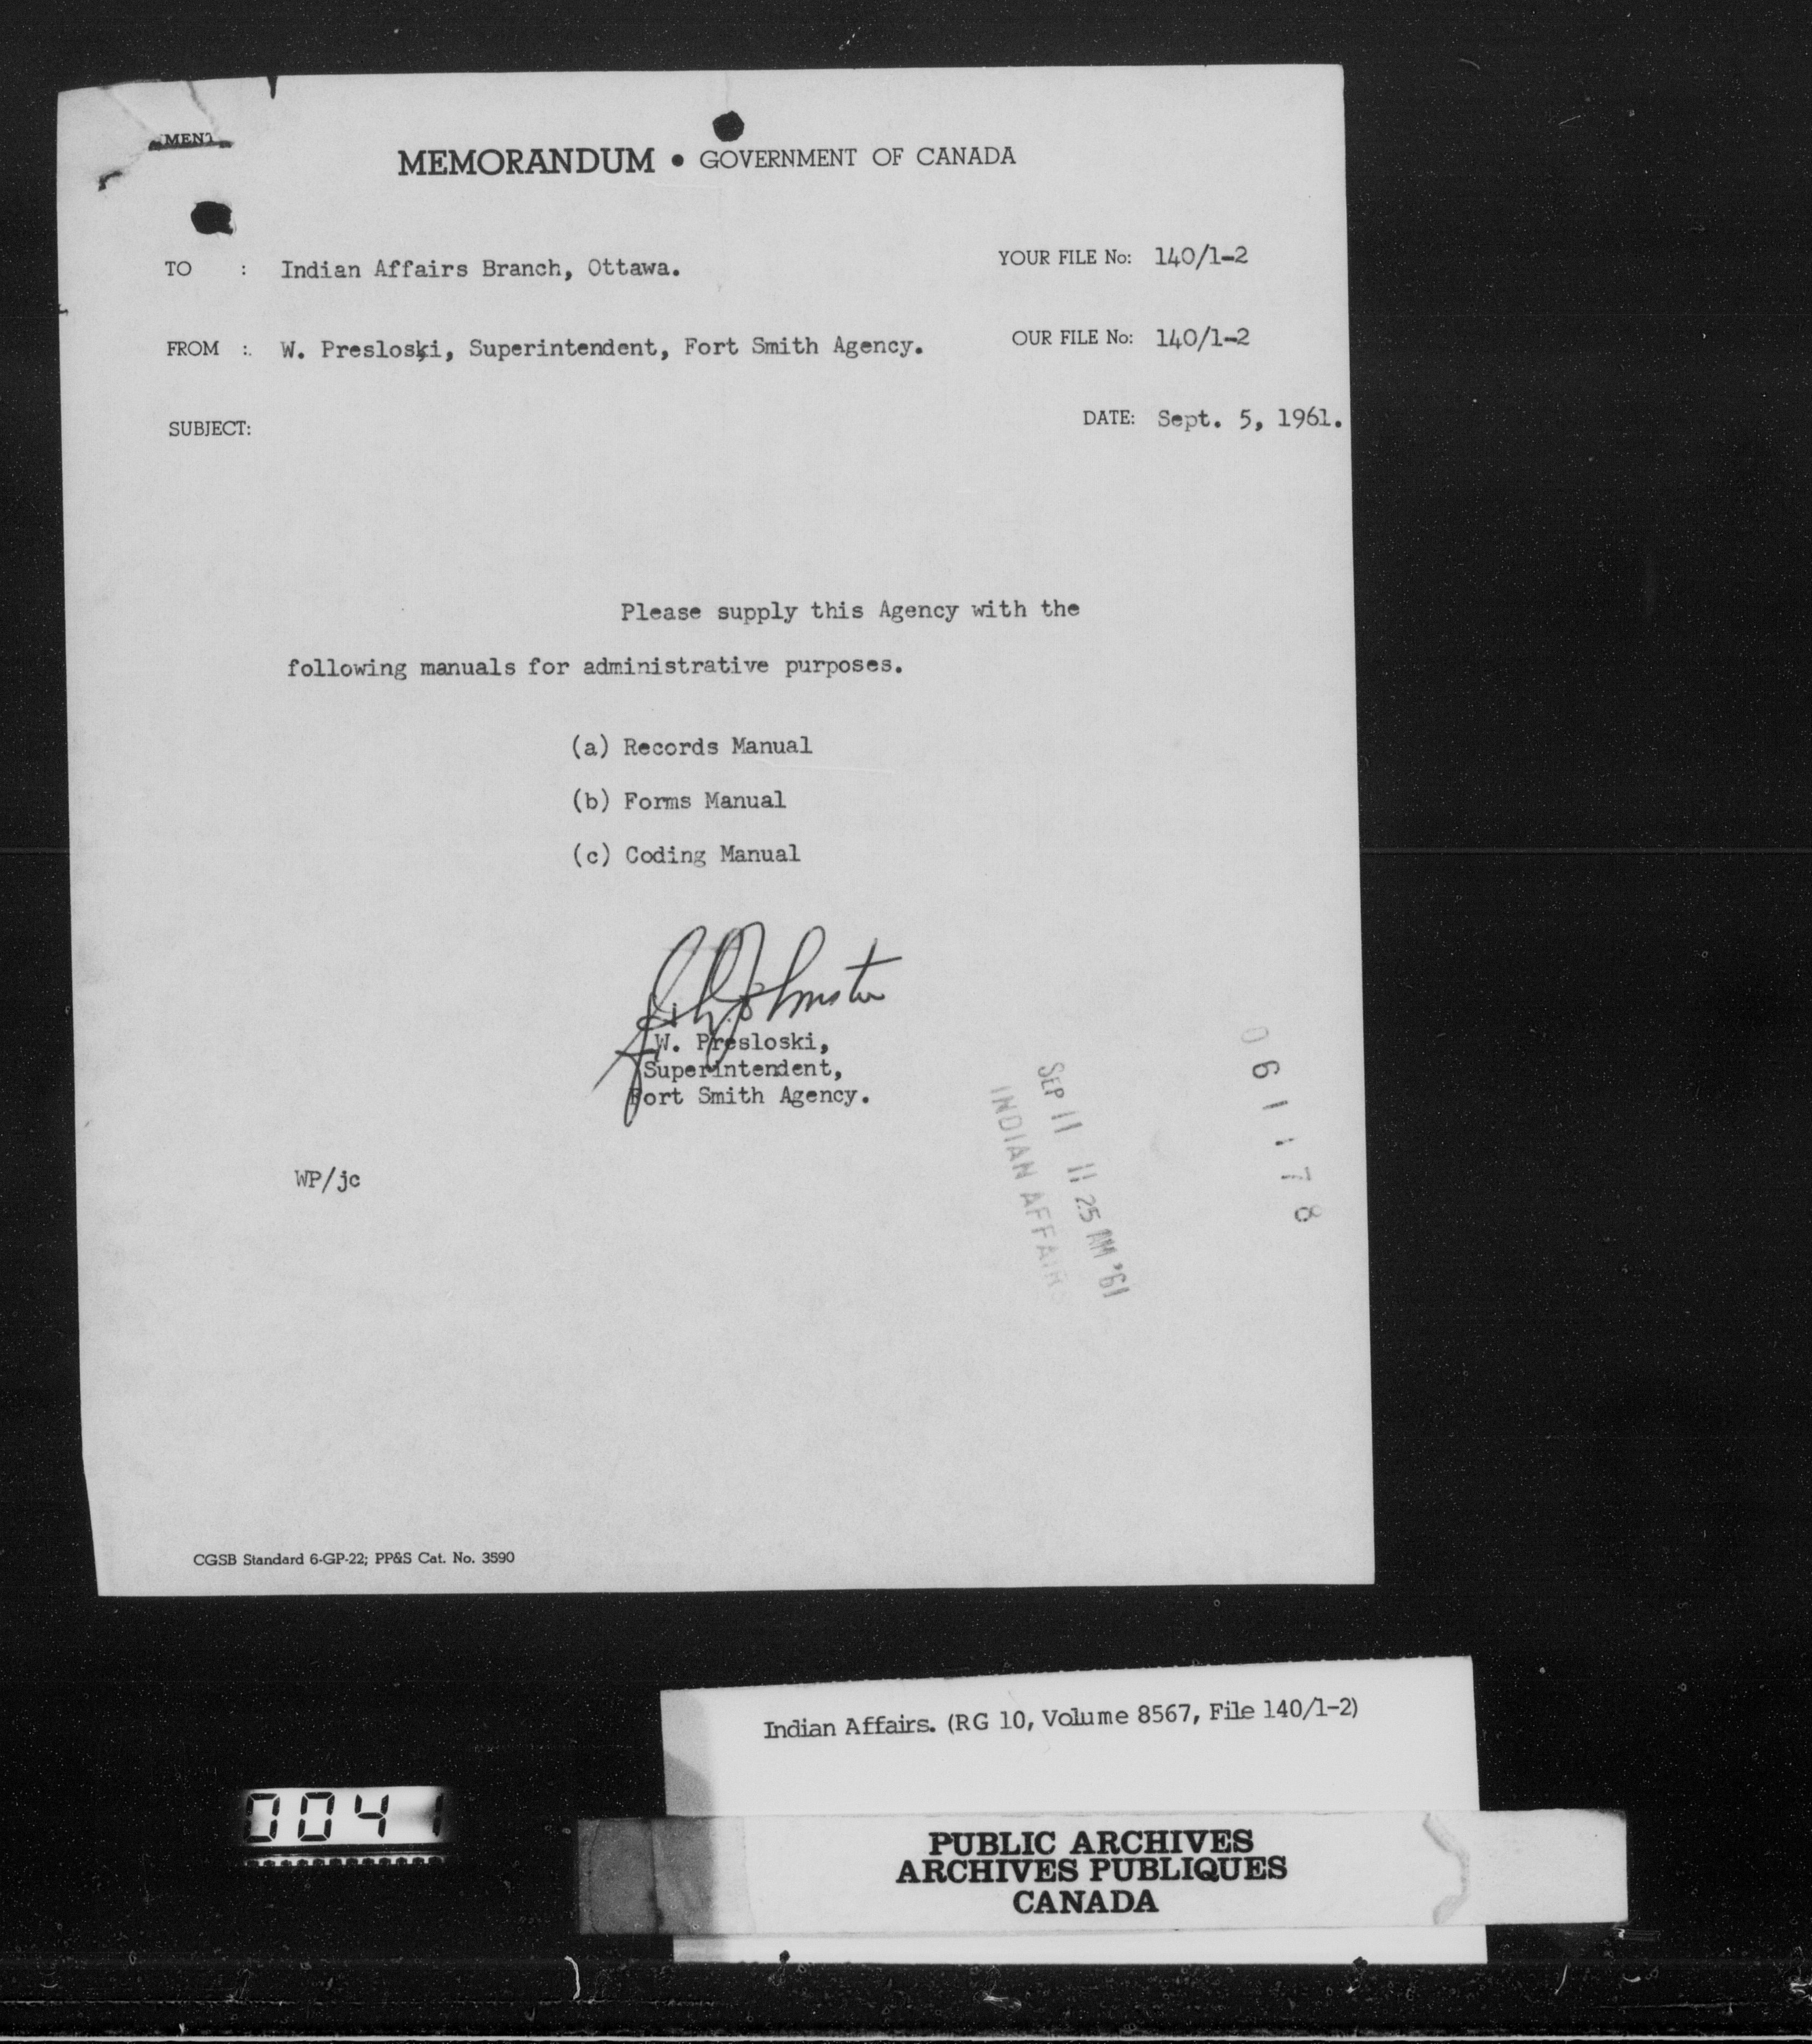 MENT
MEMORANDUM • GOVERNMENT OF CANADA
TO : Indian Affairs Branch, Ottawa.
YOUR FILE No: 140/1-2
FROM : W. Presloski, Superintendent, Fort Smith Agency.
OUR FILE No: 140/1-2
SUBJECT:
DATE: Sept. 5, 1961.
Please supply this Agency with the
following manuals for administrative purposes.
(a) Records Manual
(b) Forms Manual
(c) Coding Manual
W. Presloski,
Superintendent,
Fort Smith Agency.
WP/jc
SEP 11 11 25 AM '61
INDIAN AFFAIRS
061178
CGSB Standard 6-GP-22; PP&S Cat. No. 3590
Indian Affairs. (RG 10, Volume 8567, File 140/1-2)
0041
PUBLIC ARCHIVES
ARCHIVES PUBLIQUES
CANADA